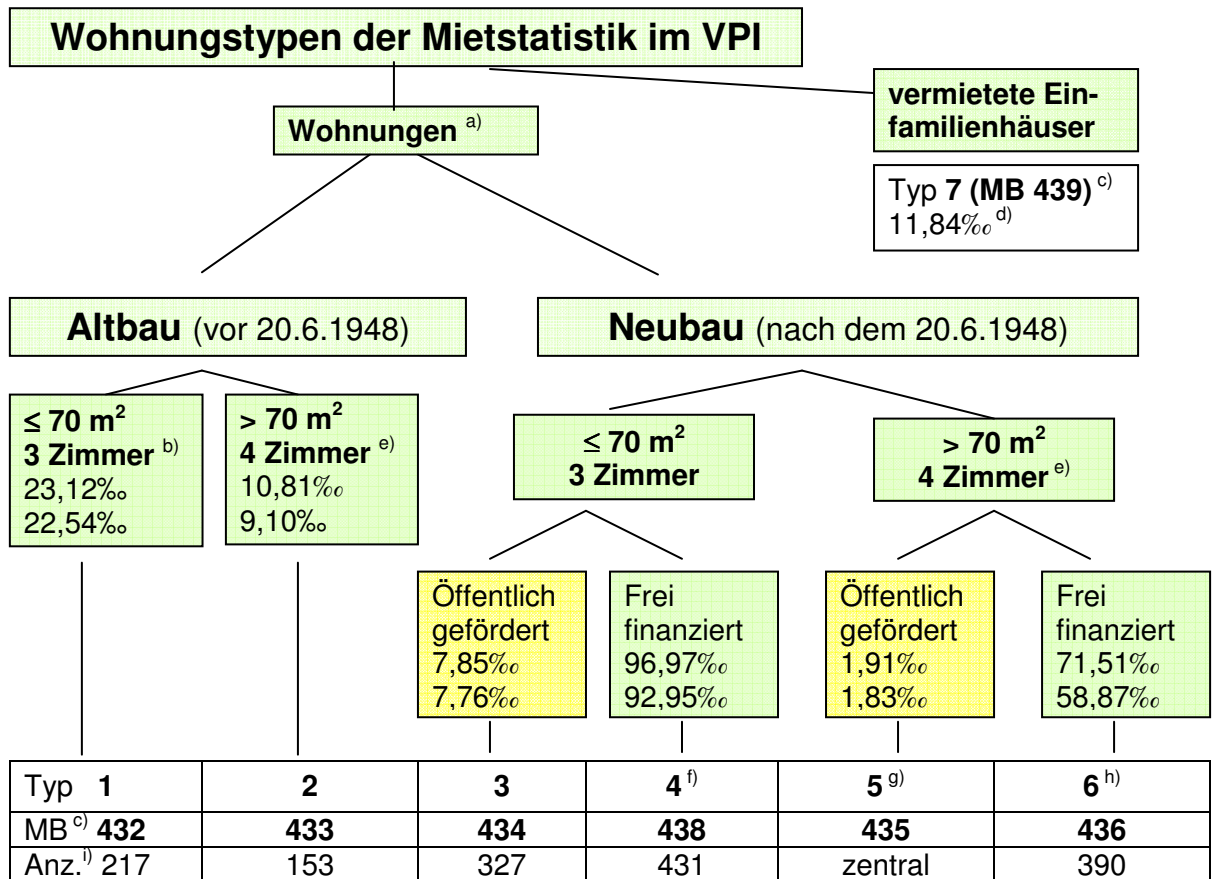 Wohnungstypen der Mietstatistik im VPI
vermietete Ein-
familienhäuser
Wohnungen a)
Typ 7 (MB 439) c)
11,84‰ d)
Altbau (vor 20.6.1948)
Neubau (nach dem 20.6.1948)
≤ 70 m²
3 Zimmer b)
23,12‰
22,54‰
> 70 m²
4 Zimmer e)
10,81‰
9,10‰
≤ 70 m²
3 Zimmer
> 70 m²
4 Zimmer e)
Öffentlich
gefördert
7,85‰
7,76‰
Frei
finanziert
96,97‰
92,95‰
Öffentlich
gefördert
1,91‰
1,83‰
Frei
finanziert
71,51‰
58,87‰
Typ 1 2 3 4 f) 5 g) 6 h)
MB c) 432 433 434 438 435 436
Anz. i) 217 153 327 431 zentral 390